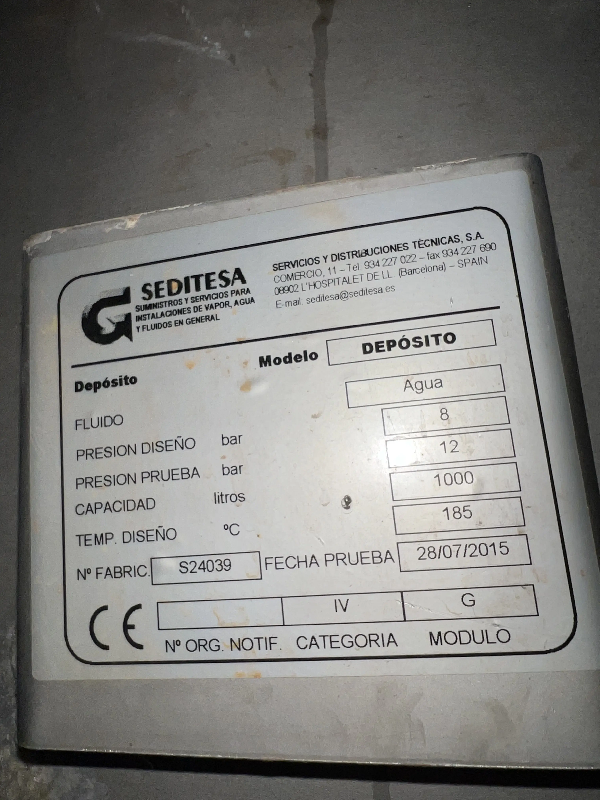 SEDITESA
SUMINISTROS Y SERVICIOS PARA
INSTALACIONES DE VAPOR, AGUA
Y FLUIDOS EN GENERAL
SERVICIOS Y DISTRIBUCIONES TÉCNICAS, S.A.
COMERCIO, 11 - Tel. 934 227 022 - fax 934 227 690
08902 L'HOSPITALET DE LL. (Barcelona) - SPAIN
E-mail: seditesa@seditesa.es
Depósito Modelo DEPÓSITO
FLUIDO Agua
PRESION DISEÑO bar 8
PRESION PRUEBA bar 12
CAPACIDAD litros 1000
TEMP. DISEÑO ºC 185
Nº FABRIC. S24039 FECHA PRUEBA 28/07/2015
CE IV G
Nº ORG. NOTIF. CATEGORIA MODULO